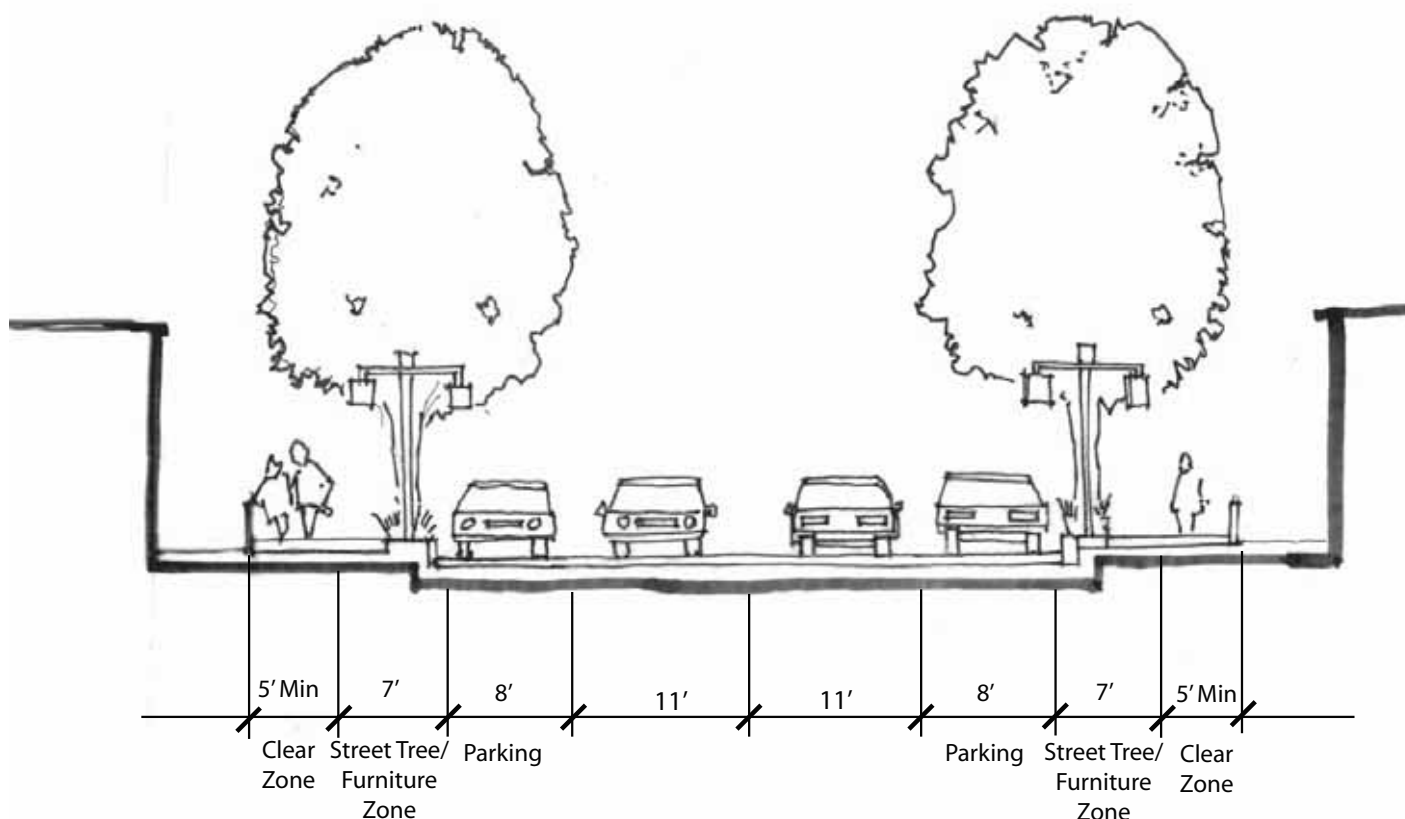 5’ Min 7’ 8’ 11’ 11’ 8’ 7’ 5’ Min
Clear Zone
Street Tree/ Furniture Zone
Parking
Parking
Street Tree/ Furniture Zone
Clear Zone